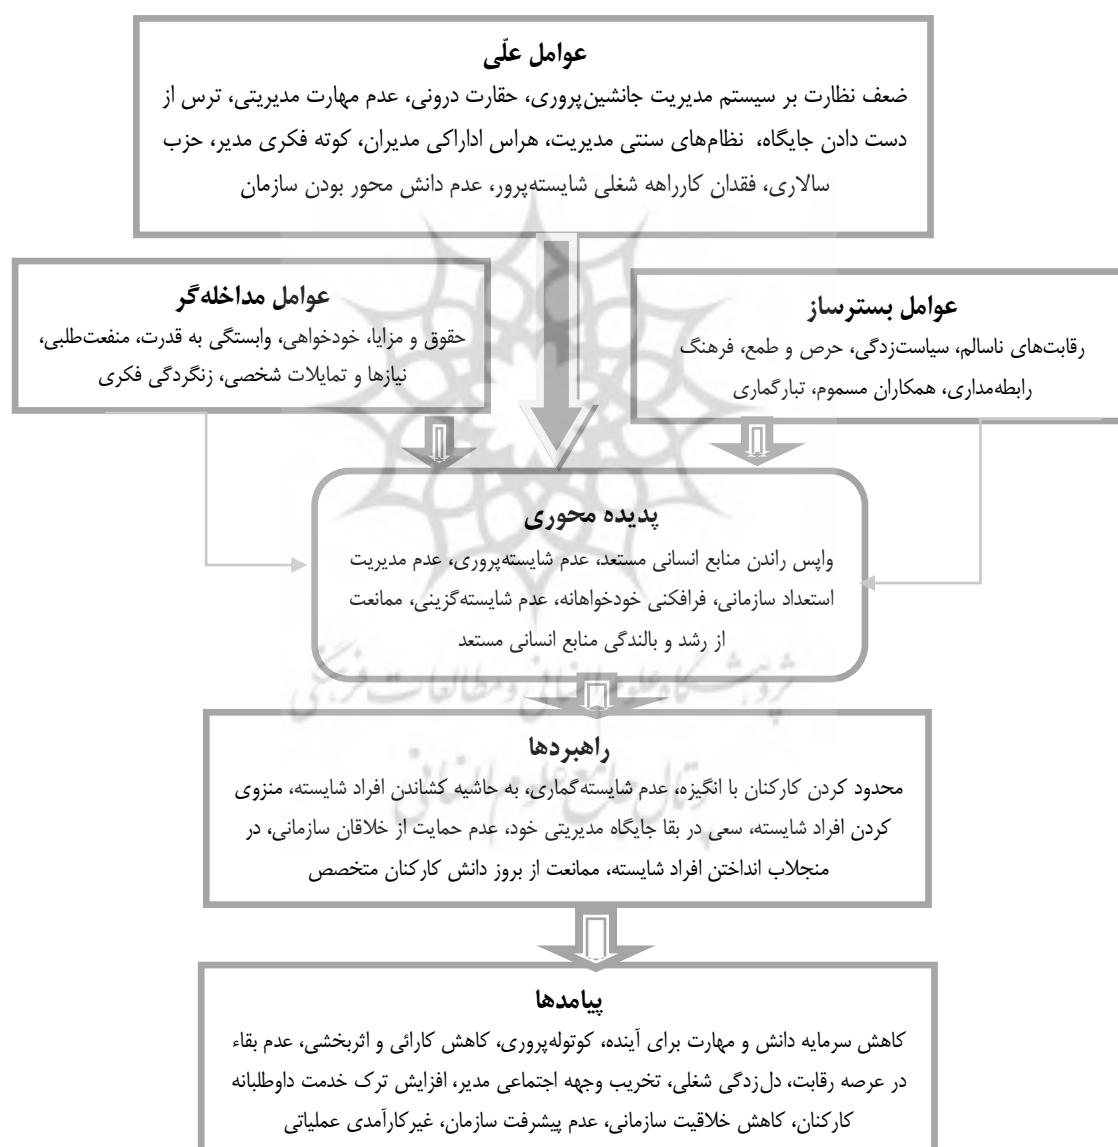 عوامل علّی
ضعف نظارت بر سیستم مدیریت جانشین‌پروری، حقارت درونی، عدم مهارت مدیریتی، ترس از
دست دادن جایگاه، نظام‌های سنتی مدیریت، هراس اداراکی مدیران، کوته فکری مدیر، حزب
سالاری، فقدان کارراهه شغلی شایسته‌پرور، عدم دانش محور بودن سازمان
عوامل بسترساز
رقابت‌های ناسالم، سیاست‌زدگی، حرص و طمع، فرهنگ
رابطه‌مداری، همکاران مسموم، تبارگماری
عوامل مداخله‌گر
حقوق و مزایا، خودخواهی، وابستگی به قدرت، منفعت‌طلبی،
نیازها و تمایلات شخصی، زنگردگی فکری
پدیده محوری
واپس راندن منابع انسانی مستعد، عدم شایسته‌پروری، عدم مدیریت
استعداد سازمانی، فرافکنی خودخواهانه، عدم شایسته‌گزینی، ممانعت
از رشد و بالندگی منابع انسانی مستعد
پژوهشگاه علوم انسانی و مطالعات فرهنگی
راهبردها
پرتال جامع علوم انسانی
محدود کردن کارکنان با انگیزه، عدم شایسته‌گماری، به حاشیه کشاندن افراد شایسته، منزوی
کردن افراد شایسته، سعی در بقا جایگاه مدیریتی خود، عدم حمایت از خلاقان سازمانی، در
منجلاب انداختن افراد شایسته، ممانعت از بروز دانش کارکنان متخصص
پیامدها
کاهش سرمایه دانش و مهارت برای آینده، کوتوله‌پروری، کاهش کارائی و اثربخشی، عدم بقاء
در عرصه رقابت، دل‌زدگی شغلی، تخریب وجهه اجتماعی مدیر، افزایش ترک خدمت داوطلبانه
کارکنان، کاهش خلاقیت سازمانی، عدم پیشرفت سازمان، غیرکارآمدی عملیاتی